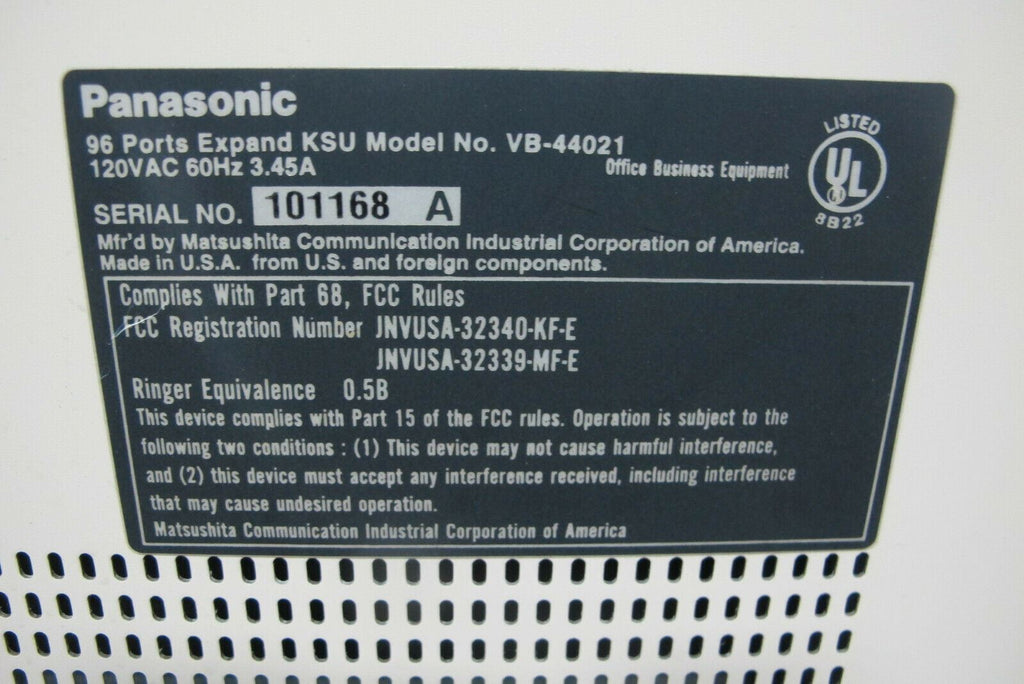 Panasonic
96 Ports Expand KSU Model No. VB-44021
120VAC 60Hz 3.45A
Office Business Equipment
LISTED
UL
8B22
SERIAL NO. 101168 A
Mfr'd by Matsushita Communication Industrial Corporation of America.
Made in U.S.A. from U.S. and foreign components.
Complies With Part 68, FCC Rules
FCC Registration Number JNVUSA-32340-KF-E
JNVUSA-32339-MF-E
Ringer Equivalence 0.5B
This device complies with Part 15 of the FCC rules. Operation is subject to the
following two conditions : (1) This device may not cause harmful interference,
and (2) this device must accept any interference received, including interference
that may cause undesired operation.
Matsushita Communication Industrial Corporation of America